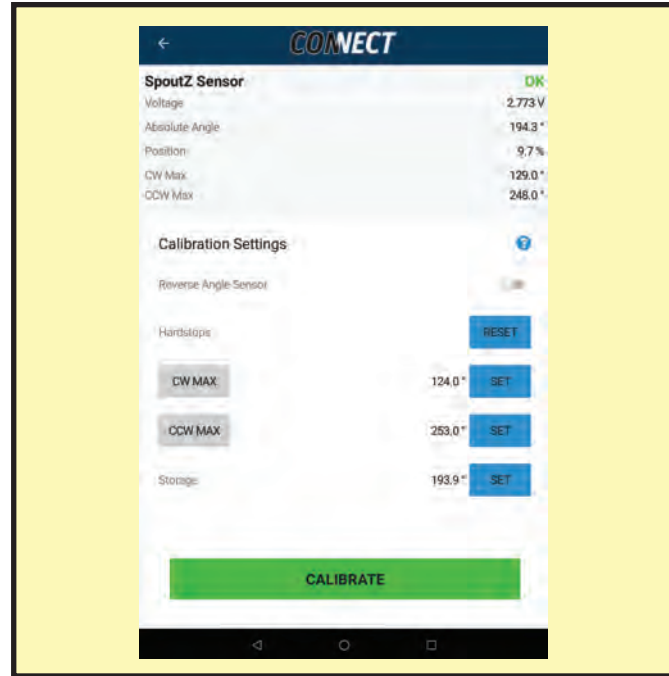 CONNECT
SpoutZ Sensor OK
Voltage 2.773 V
Absolute Angle 194.3 °
Position 9.7 %
CW Max 129.0 °
CCW Max 248.0 °
Calibration Settings ?
Reverse Angle Sensor
Hardstops RESET
CW MAX 124.0 ° SET
CCW MAX 253.0 ° SET
Storage 193.9 ° SET
CALIBRATE